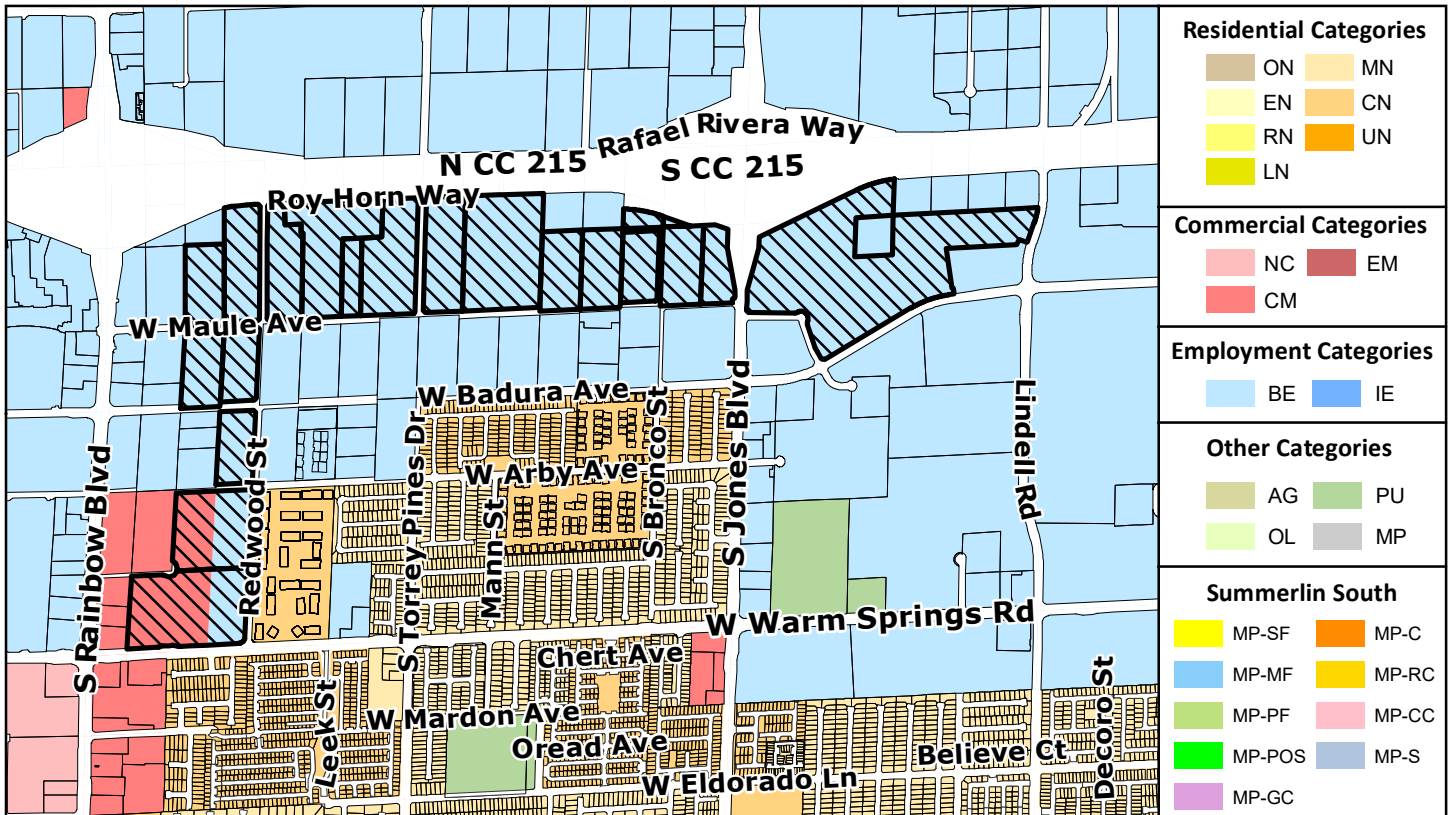 Rafael Rivera Way
N CC 215
S CC 215
Roy Horn Way
W Maule Ave
W Badura Ave
W Arby Ave
S Rainbow Blvd
Redwood St
S Torrey Pines Dr
Mann St
S Bronco St
S Jones Blvd
Lindell Rd
W Warm Springs Rd
Chert Ave
Leek St
W Mardon Ave
Oread Ave
W Eldorado Ln
Believe Ct
Decoro St
Residential Categories
ON MN
EN CN
RN UN
LN
Commercial Categories
NC EM
CM
Employment Categories
BE IE
Other Categories
AG PU
OL MP
Summerlin South
MP-SF MP-C
MP-MF MP-RC
MP-PF MP-CC
MP-POS MP-S
MP-GC